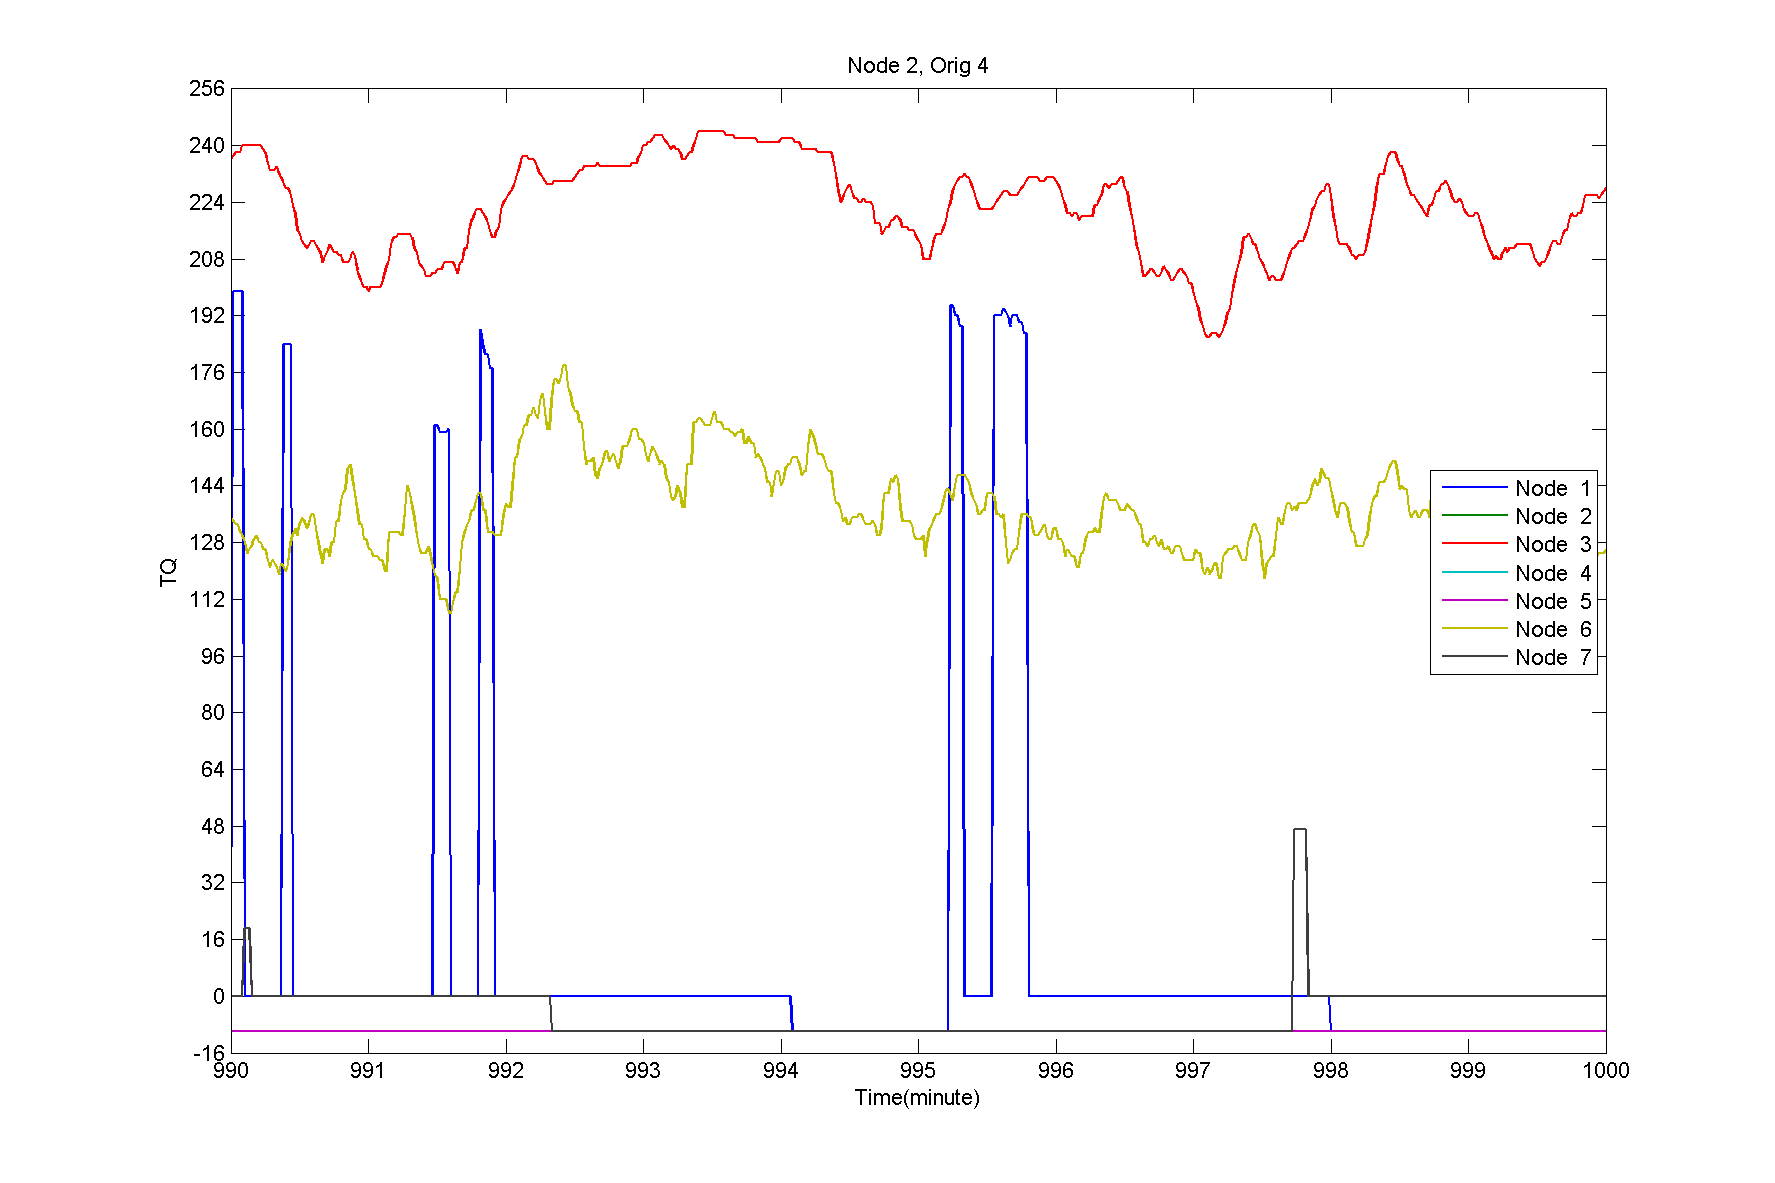 Node 2, Orig 4
256
240
224
208
192
176
160
144
128
112
96
80
64
48
32
16
0
-16
TQ
Node 1
Node 2
Node 3
Node 4
Node 5
Node 6
Node 7
990 991 992 993 994 995 996 997 998 999 1000
Time(minute)